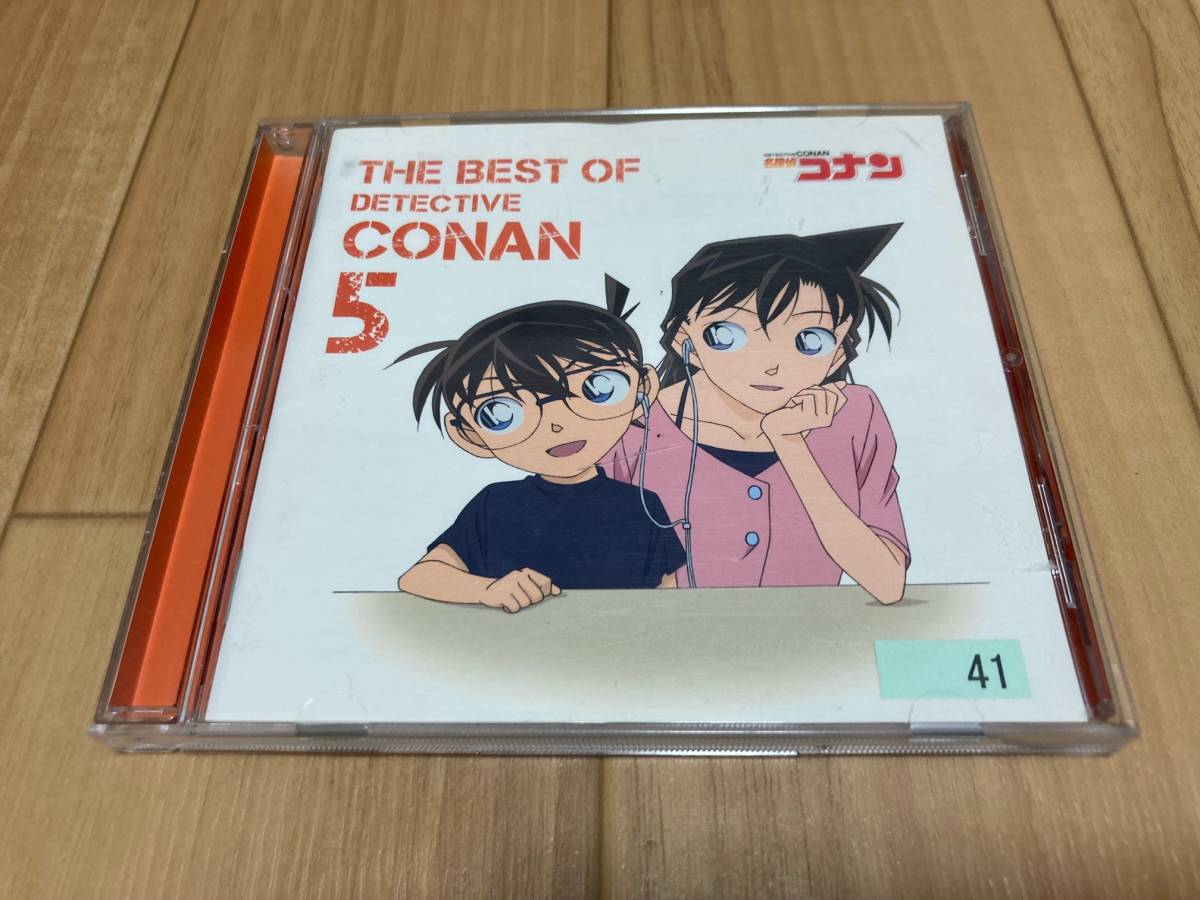 THE BEST OF
DETECTIVE
CONAN
5
DETECTIVE CONAN
名探偵コナン
41